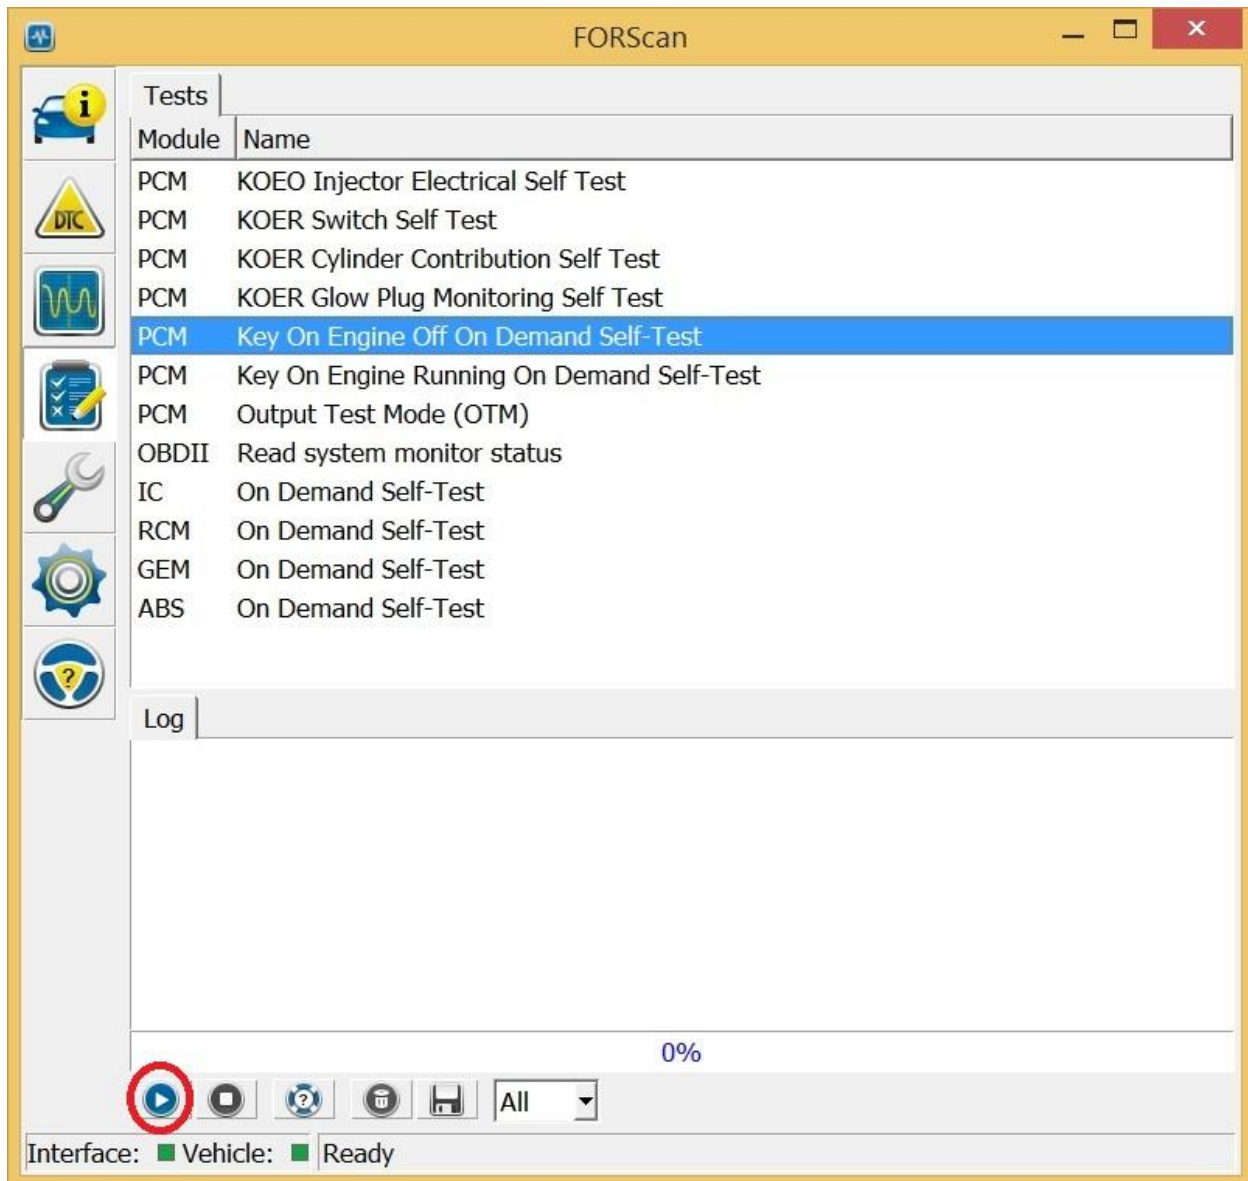 FORScan
i
Tests
Module Name
DTC
PCM KOEO Injector Electrical Self Test
PCM KOER Switch Self Test
PCM KOER Cylinder Contribution Self Test
PCM KOER Glow Plug Monitoring Self Test
PCM Key On Engine Off On Demand Self-Test
PCM Key On Engine Running On Demand Self-Test
PCM Output Test Mode (OTM)
OBDII Read system monitor status
IC On Demand Self-Test
RCM On Demand Self-Test
GEM On Demand Self-Test
ABS On Demand Self-Test
?
Log
0%
?
All
Interface: Vehicle: Ready